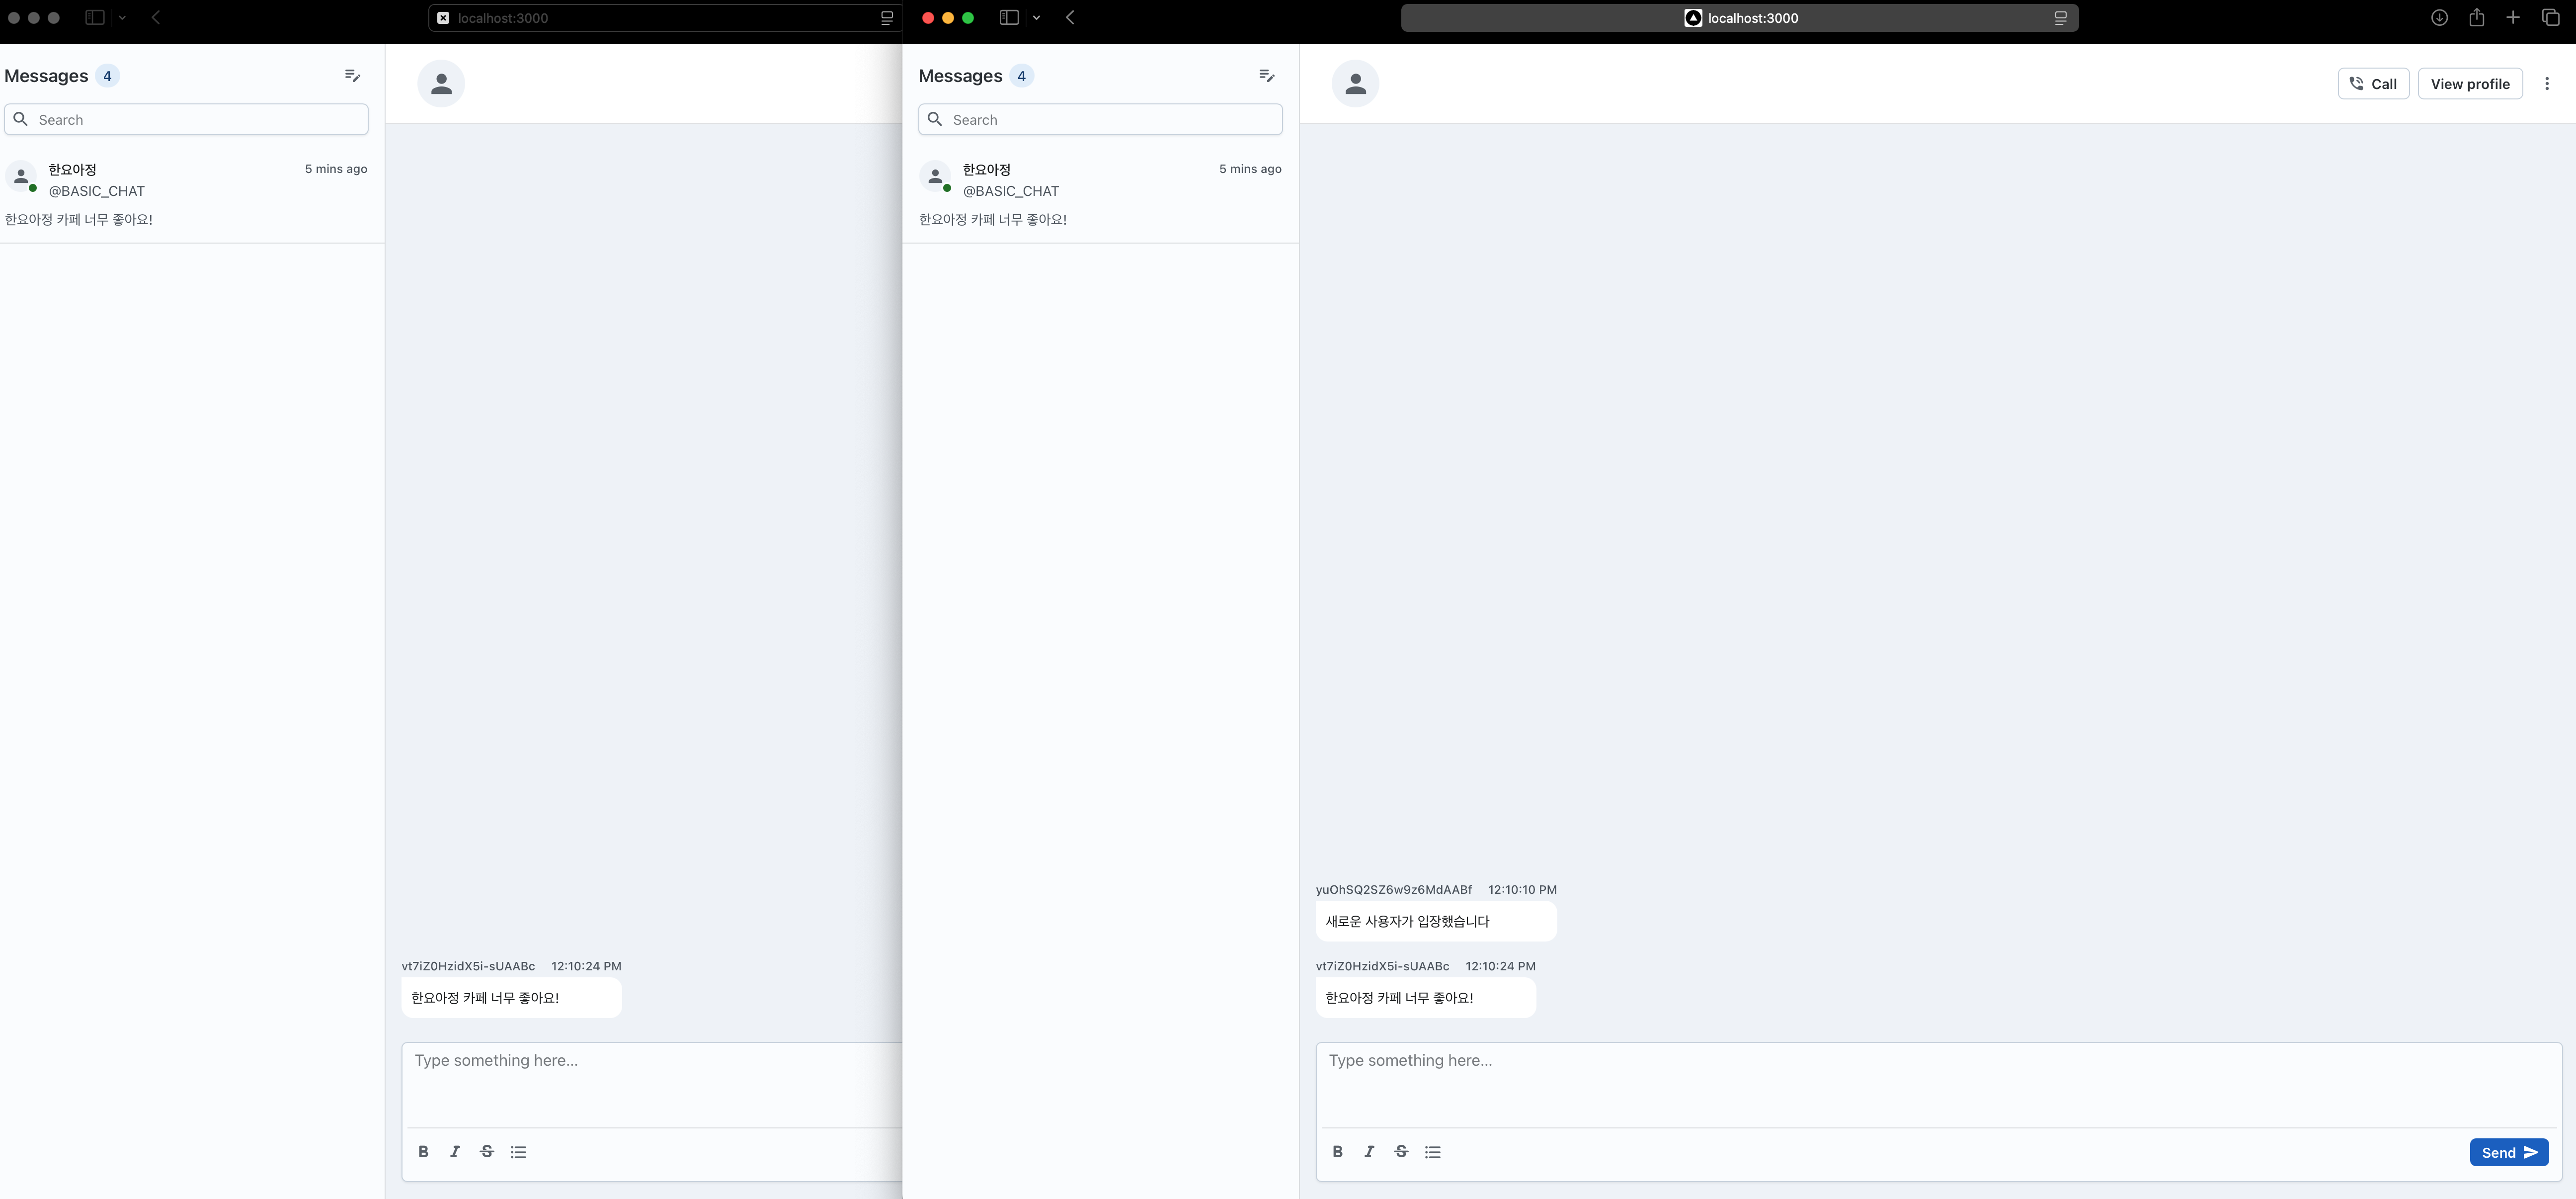 localhost:3000
Messages 4
Search
한요아정 5 mins ago
@BASIC_CHAT
한요아정 카페 너무 좋아요!
vt7iZ0HzidX5i-sUAABc 12:10:24 PM
한요아정 카페 너무 좋아요!
Type something here...
B I S
localhost:3000
Messages 4
Search
한요아정 5 mins ago
@BASIC_CHAT
한요아정 카페 너무 좋아요!
Call View profile
yuOhSQ2SZ6w9z6MdAABf 12:10:10 PM
새로운 사용자가 입장했습니다
vt7iZ0HzidX5i-sUAABc 12:10:24 PM
한요아정 카페 너무 좋아요!
Type something here...
B I S
Send